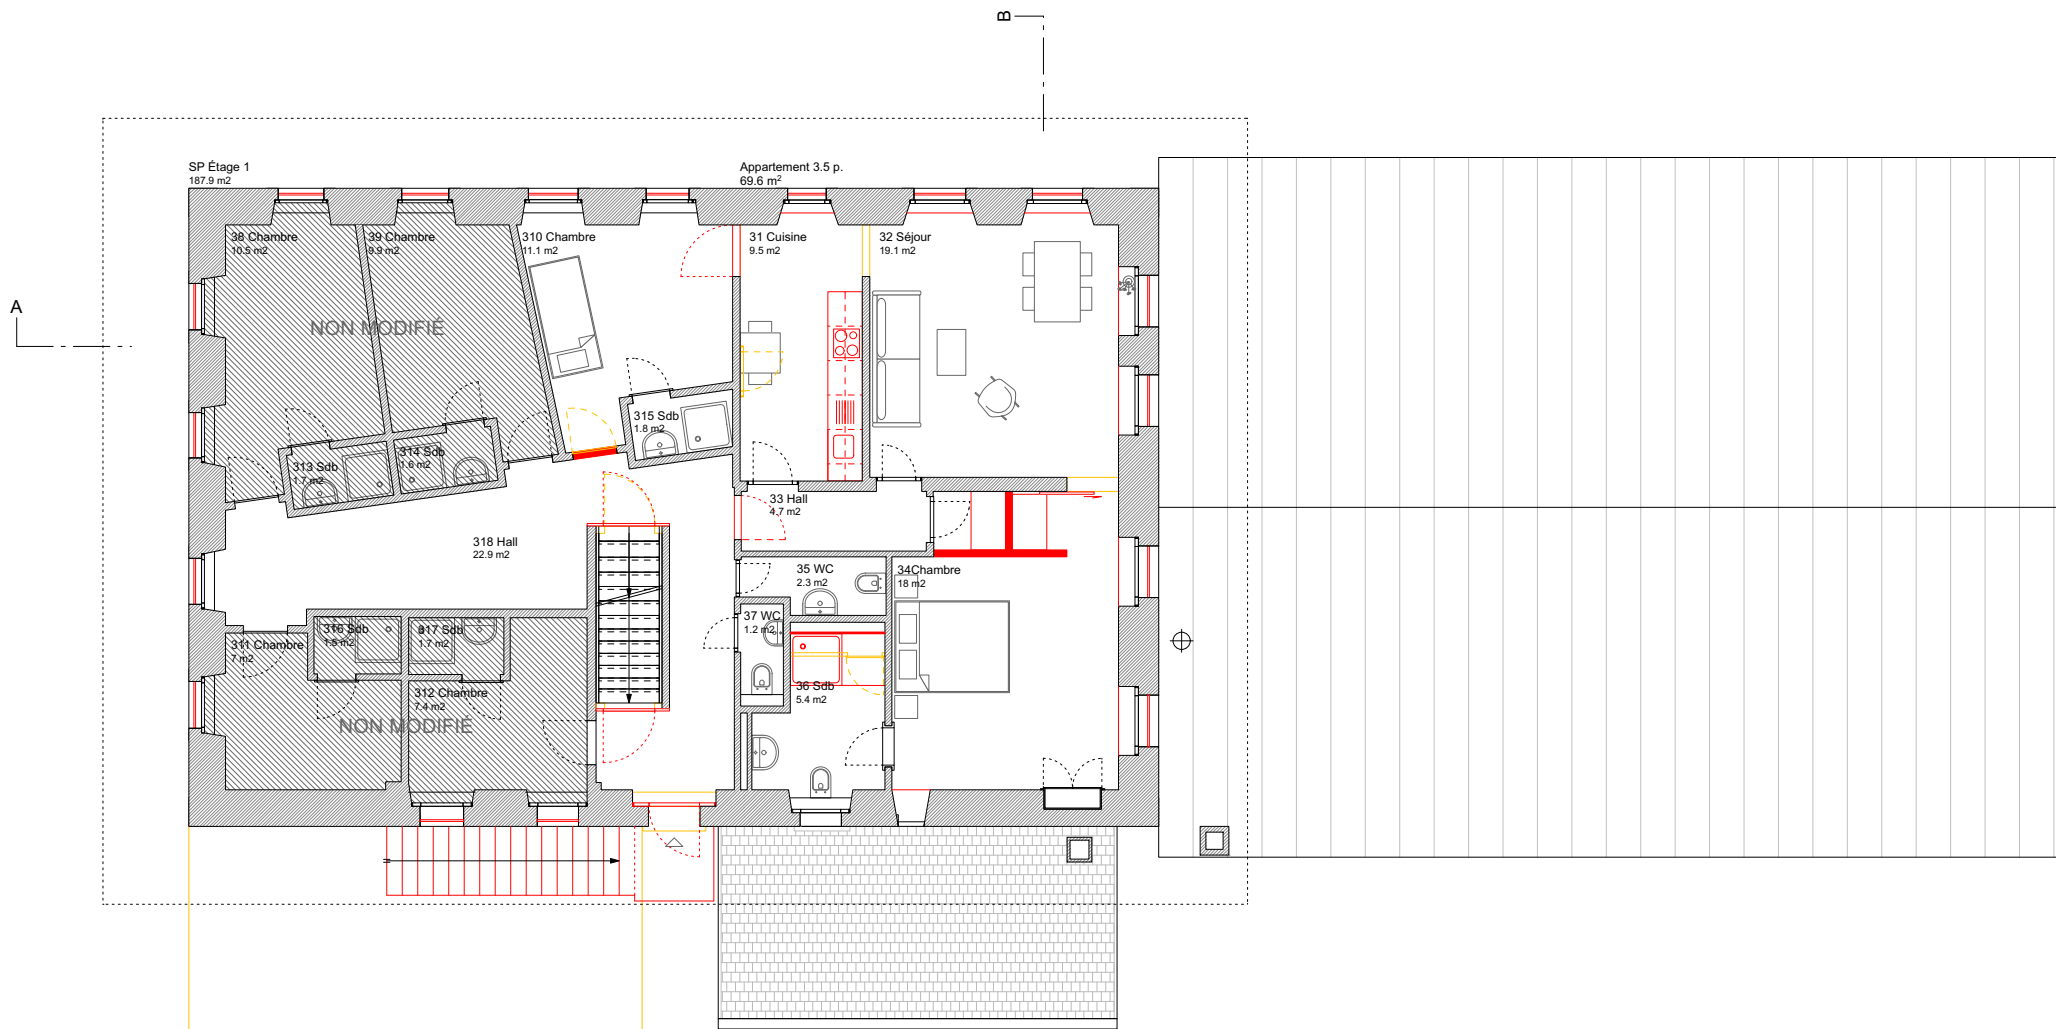 B
SP Étage 1
187.9 m2
Appartement 3.5 p.
69.6 m²
38 Chambre
10.5 m2
39 Chambre
9.9 m2
310 Chambre
11.1 m2
31 Cuisine
9.5 m2
32 Séjour
19.1 m2
A
NON MODIFIÉ
315 Sdb
1.8 m2
313 Sdb
1.7 m2
314 Sdb
1.6 m2
33 Hall
4.7 m2
318 Hall
22.9 m2
35 WC
2.3 m2
34Chambre
18 m2
37 WC
1.2 m2
316 Sdb
1.5 m2
317 Sdb
1.7 m2
311 Chambre
7 m2
36 Sdb
5.4 m2
312 Chambre
7.4 m2
NON MODIFIÉ